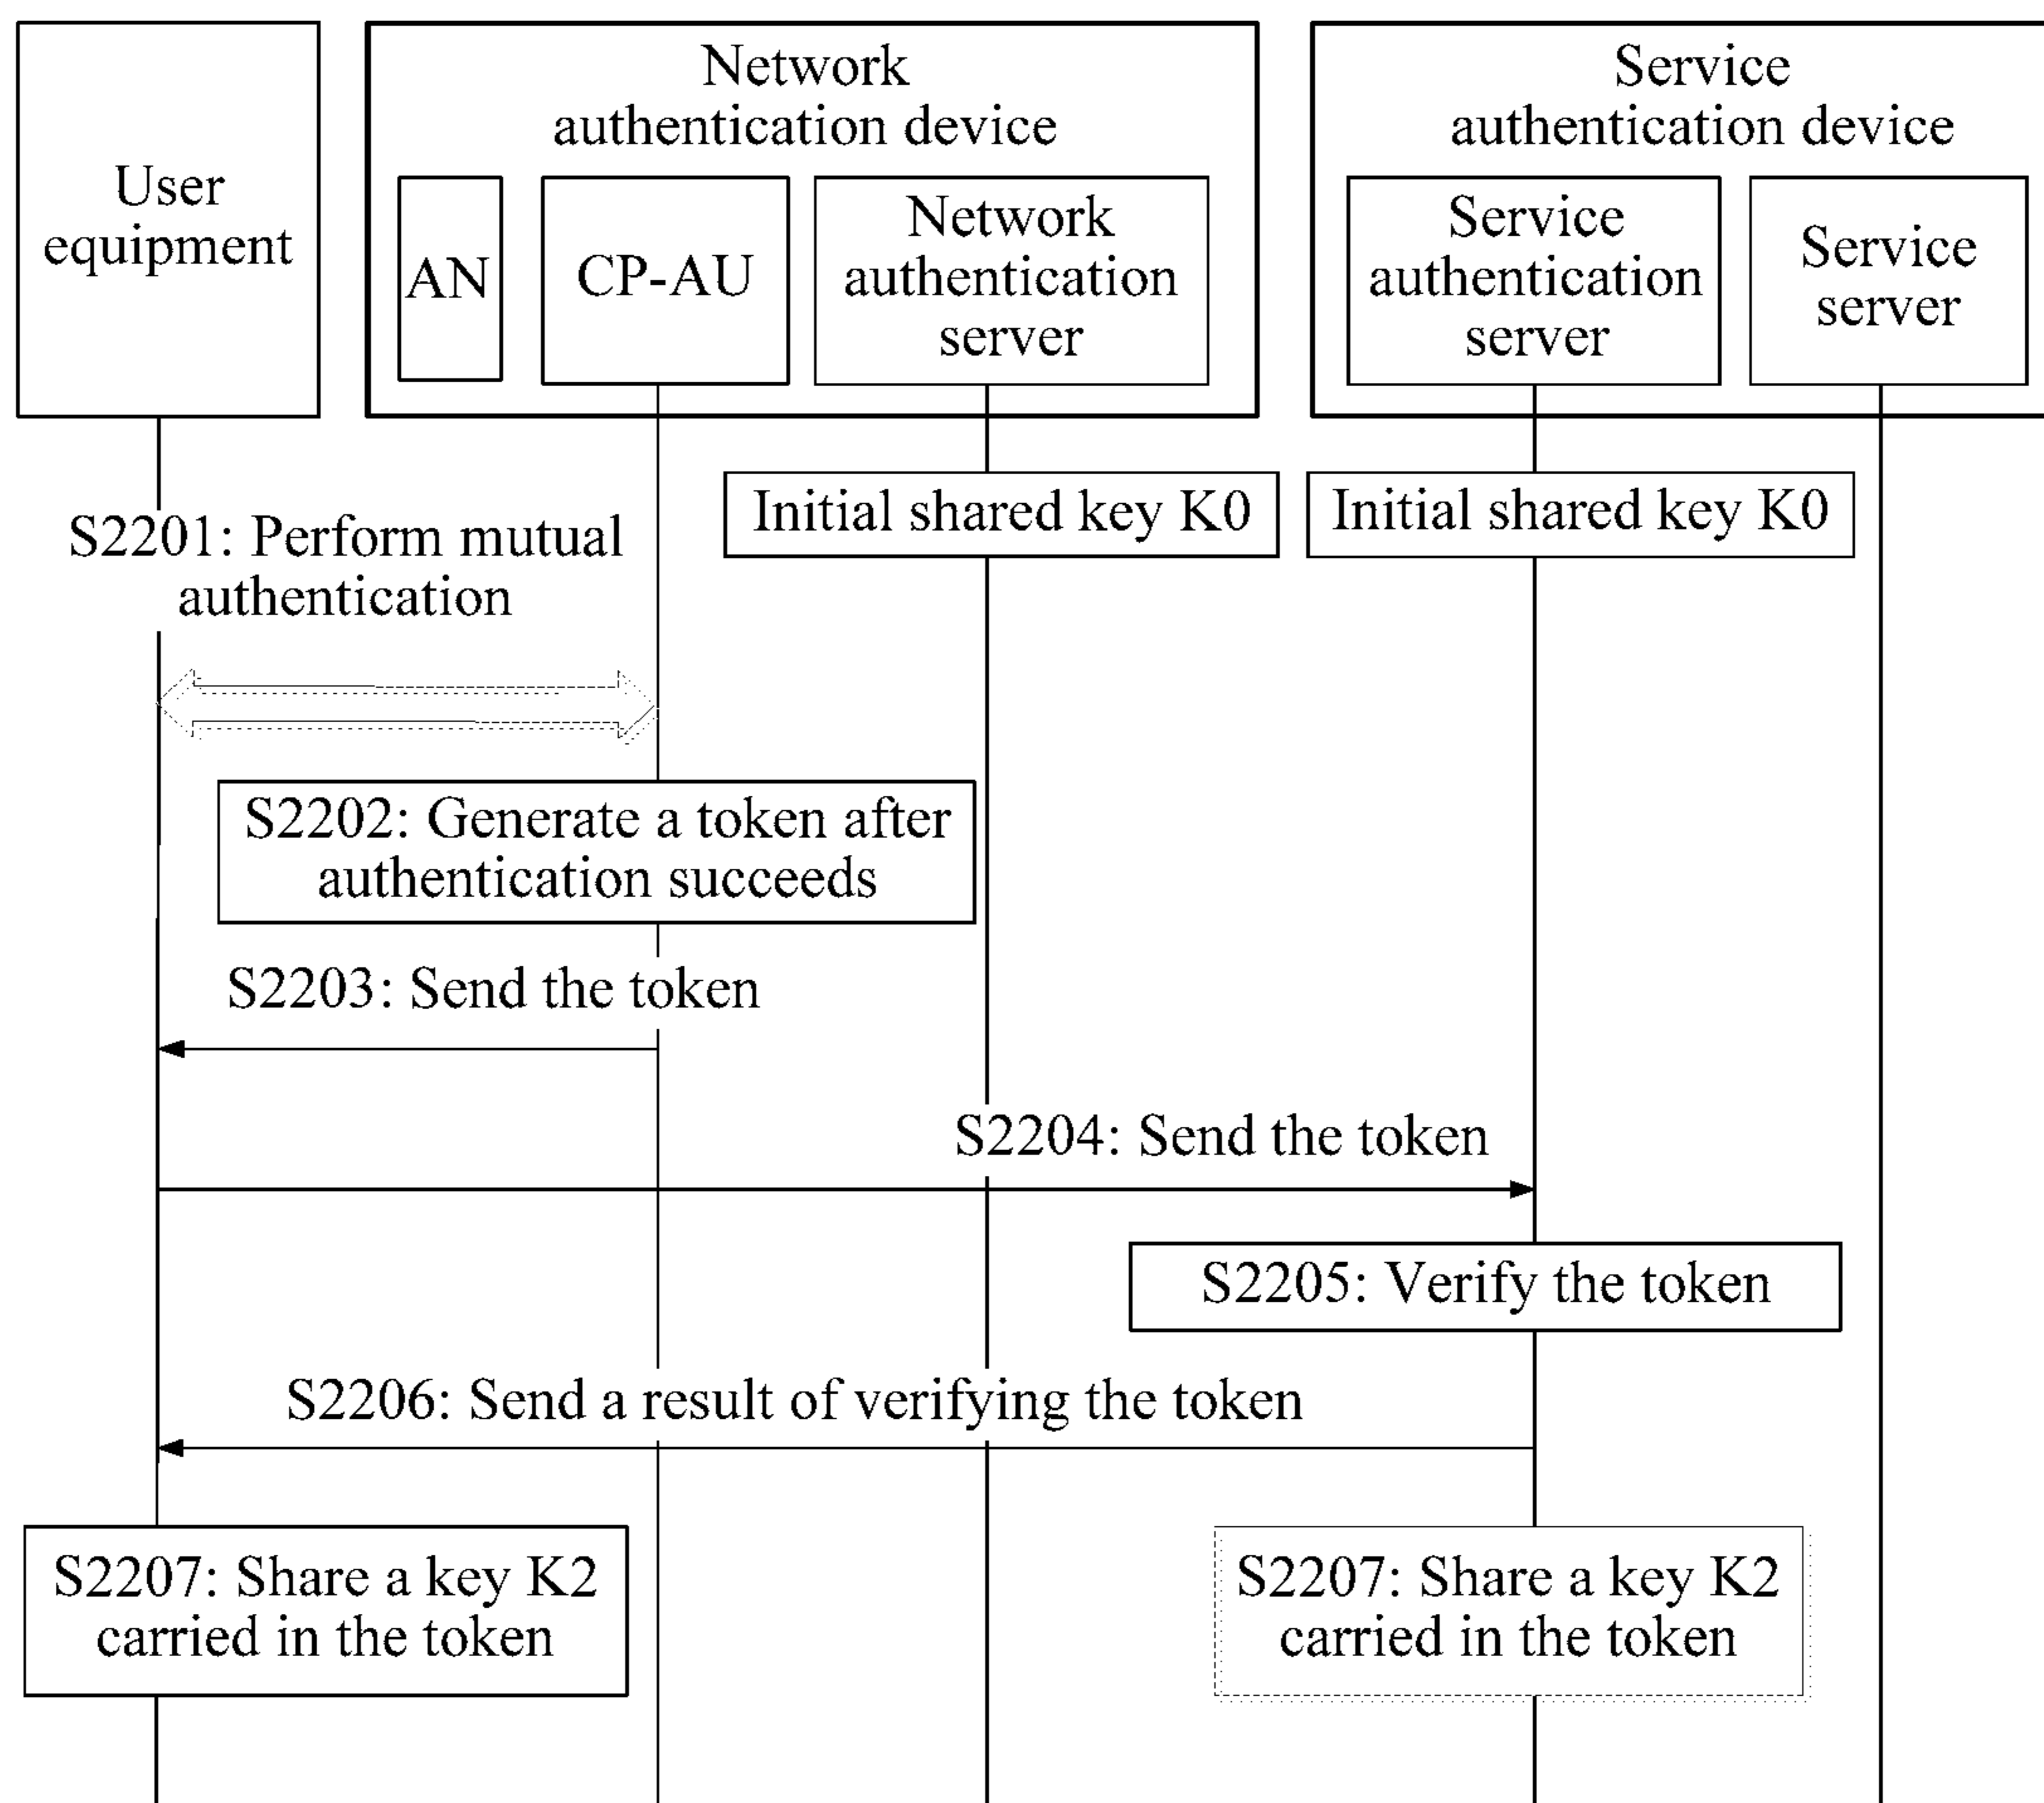 User
equipment
Network
authentication device
AN
CP-AU
Network
authentication
server
Service
authentication device
Service
authentication
server
Service
server
Initial shared key K0
Initial shared key K0
S2201: Perform mutual
authentication
S2202: Generate a token after
authentication succeeds
S2203: Send the token
S2204: Send the token
S2205: Verify the token
S2206: Send a result of verifying the token
S2207: Share a key K2
carried in the token
S2207: Share a key K2
carried in the token